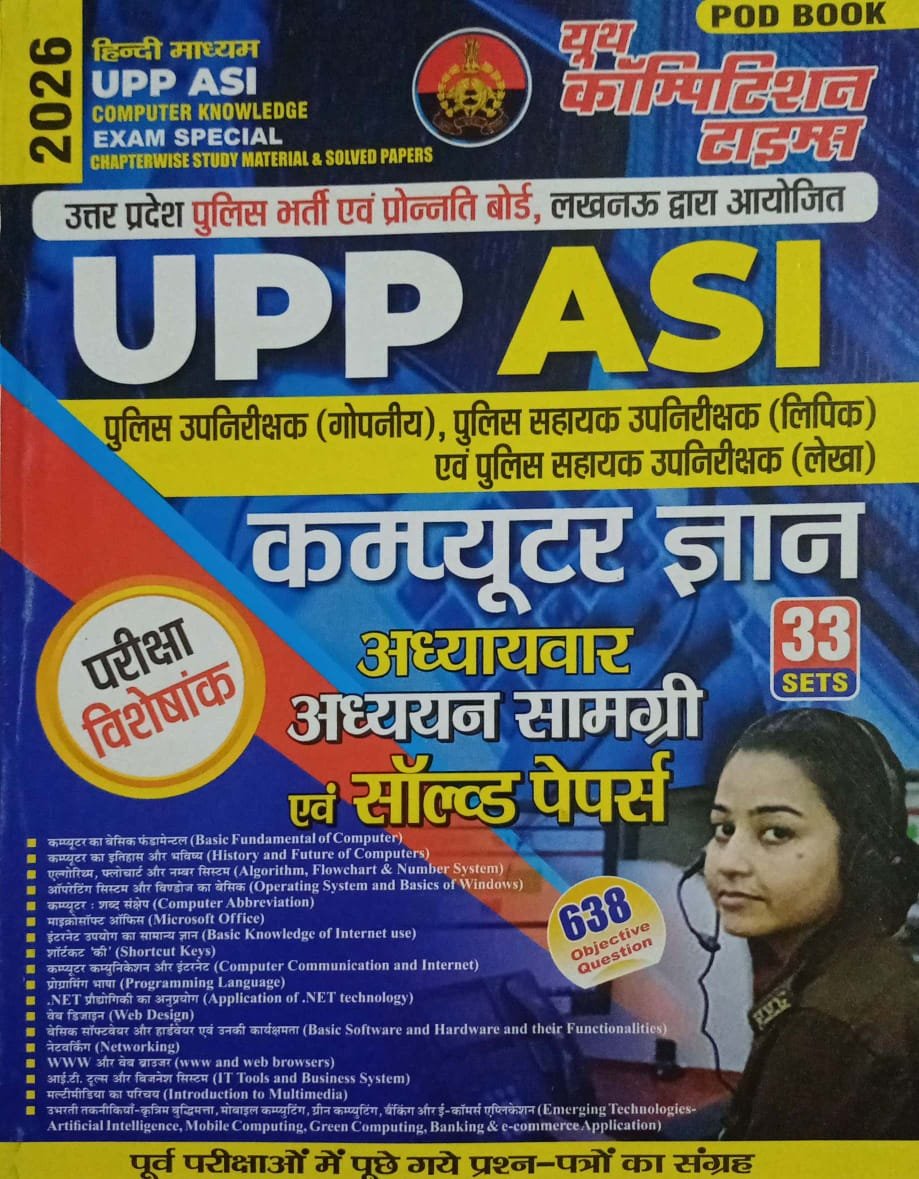 2026
हिन्दी माध्यम
UPP ASI
COMPUTER KNOWLEDGE
EXAM SPECIAL
CHAPTERWISE STUDY MATERIAL & SOLVED PAPERS
POD BOOK
यूथ
कॉम्पिटिशन
टाइम्स
उत्तर प्रदेश पुलिस भर्ती एवं प्रोन्नति बोर्ड, लखनऊ द्वारा आयोजित
UPP ASI
पुलिस उपनिरीक्षक (गोपनीय), पुलिस सहायक उपनिरीक्षक (लिपिक)
एवं पुलिस सहायक उपनिरीक्षक (लेखा)
कम्प्यूटर ज्ञान
परीक्षा
विशेषांक
33
SETS
अध्यायवार
अध्ययन सामग्री
एवं सॉल्व्ड पेपर्स
कम्प्यूटर का बेसिक फंडामेन्टल (Basic Fundamental of Computer)
कम्प्यूटर का इतिहास और भविष्य (History and Future of Computers)
एल्गोरिथ्म, फ्लोचार्ट और नम्बर सिस्टम (Algorithm, Flowchart & Number System)
ऑपरेटिंग सिस्टम और विण्डोज का बेसिक (Operating System and Basics of Windows)
कम्प्यूटर : शब्द संक्षेप (Computer Abbreviation)
माइक्रोसॉफ्ट ऑफिस (Microsoft Office)
इंटरनेट उपयोग का सामान्य ज्ञान (Basic Knowledge of Internet use)
शॉर्टकट 'की' (Shortcut Keys)
कम्प्यूटर कम्युनिकेशन और इंटरनेट (Computer Communication and Internet)
प्रोग्रामिंग भाषा (Programming Language)
.NET प्रौद्योगिकी का अनुप्रयोग (Application of .NET technology)
वेब डिजाइन (Web Design)
बेसिक सॉफ्टवेयर और हार्डवेयर एवं उनकी कार्यक्षमता (Basic Software and Hardware and their Functionalities)
नेटवर्किंग (Networking)
WWW और वेब ब्राउजर (www and web browsers)
आई.टी. टूल्स और बिजनेश सिस्टम (IT Tools and Business System)
मल्टीमीडिया का परिचय (Introduction to Multimedia)
उभरती तकनीकियाँ-कृत्रिम बुद्धिमत्ता, मोबाइल कम्प्युटिंग, ग्रीन कम्प्युटिंग, बैंकिंग और ई-कॉमर्स एप्लिकेशन (Emerging Technologies-
Artificial Intelligence, Mobile Computing, Green Computing, Banking & e-commerce Application)
638
Objective
Question
पूर्व परीक्षाओं में पूछे गये प्रश्न-पत्रों का संग्रह